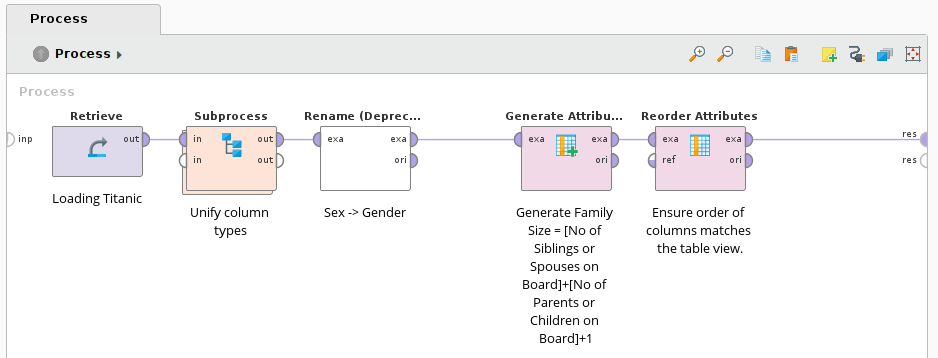 Process
Process
Process
Retrieve
Subprocess
Rename (Deprec...
Generate Attribu...
Reorder Attributes
inp
out
in
out
in
out
exa
exa
ori
exa
exa
ori
exa
exa
ref
ori
res
res
Loading Titanic
Unify column
types
Sex -> Gender
Generate Family
Size = [No of
Siblings or
Spouses on
Board]+[No of
Parents or
Children on
Board]+1
Ensure order of
columns matches
the table view.